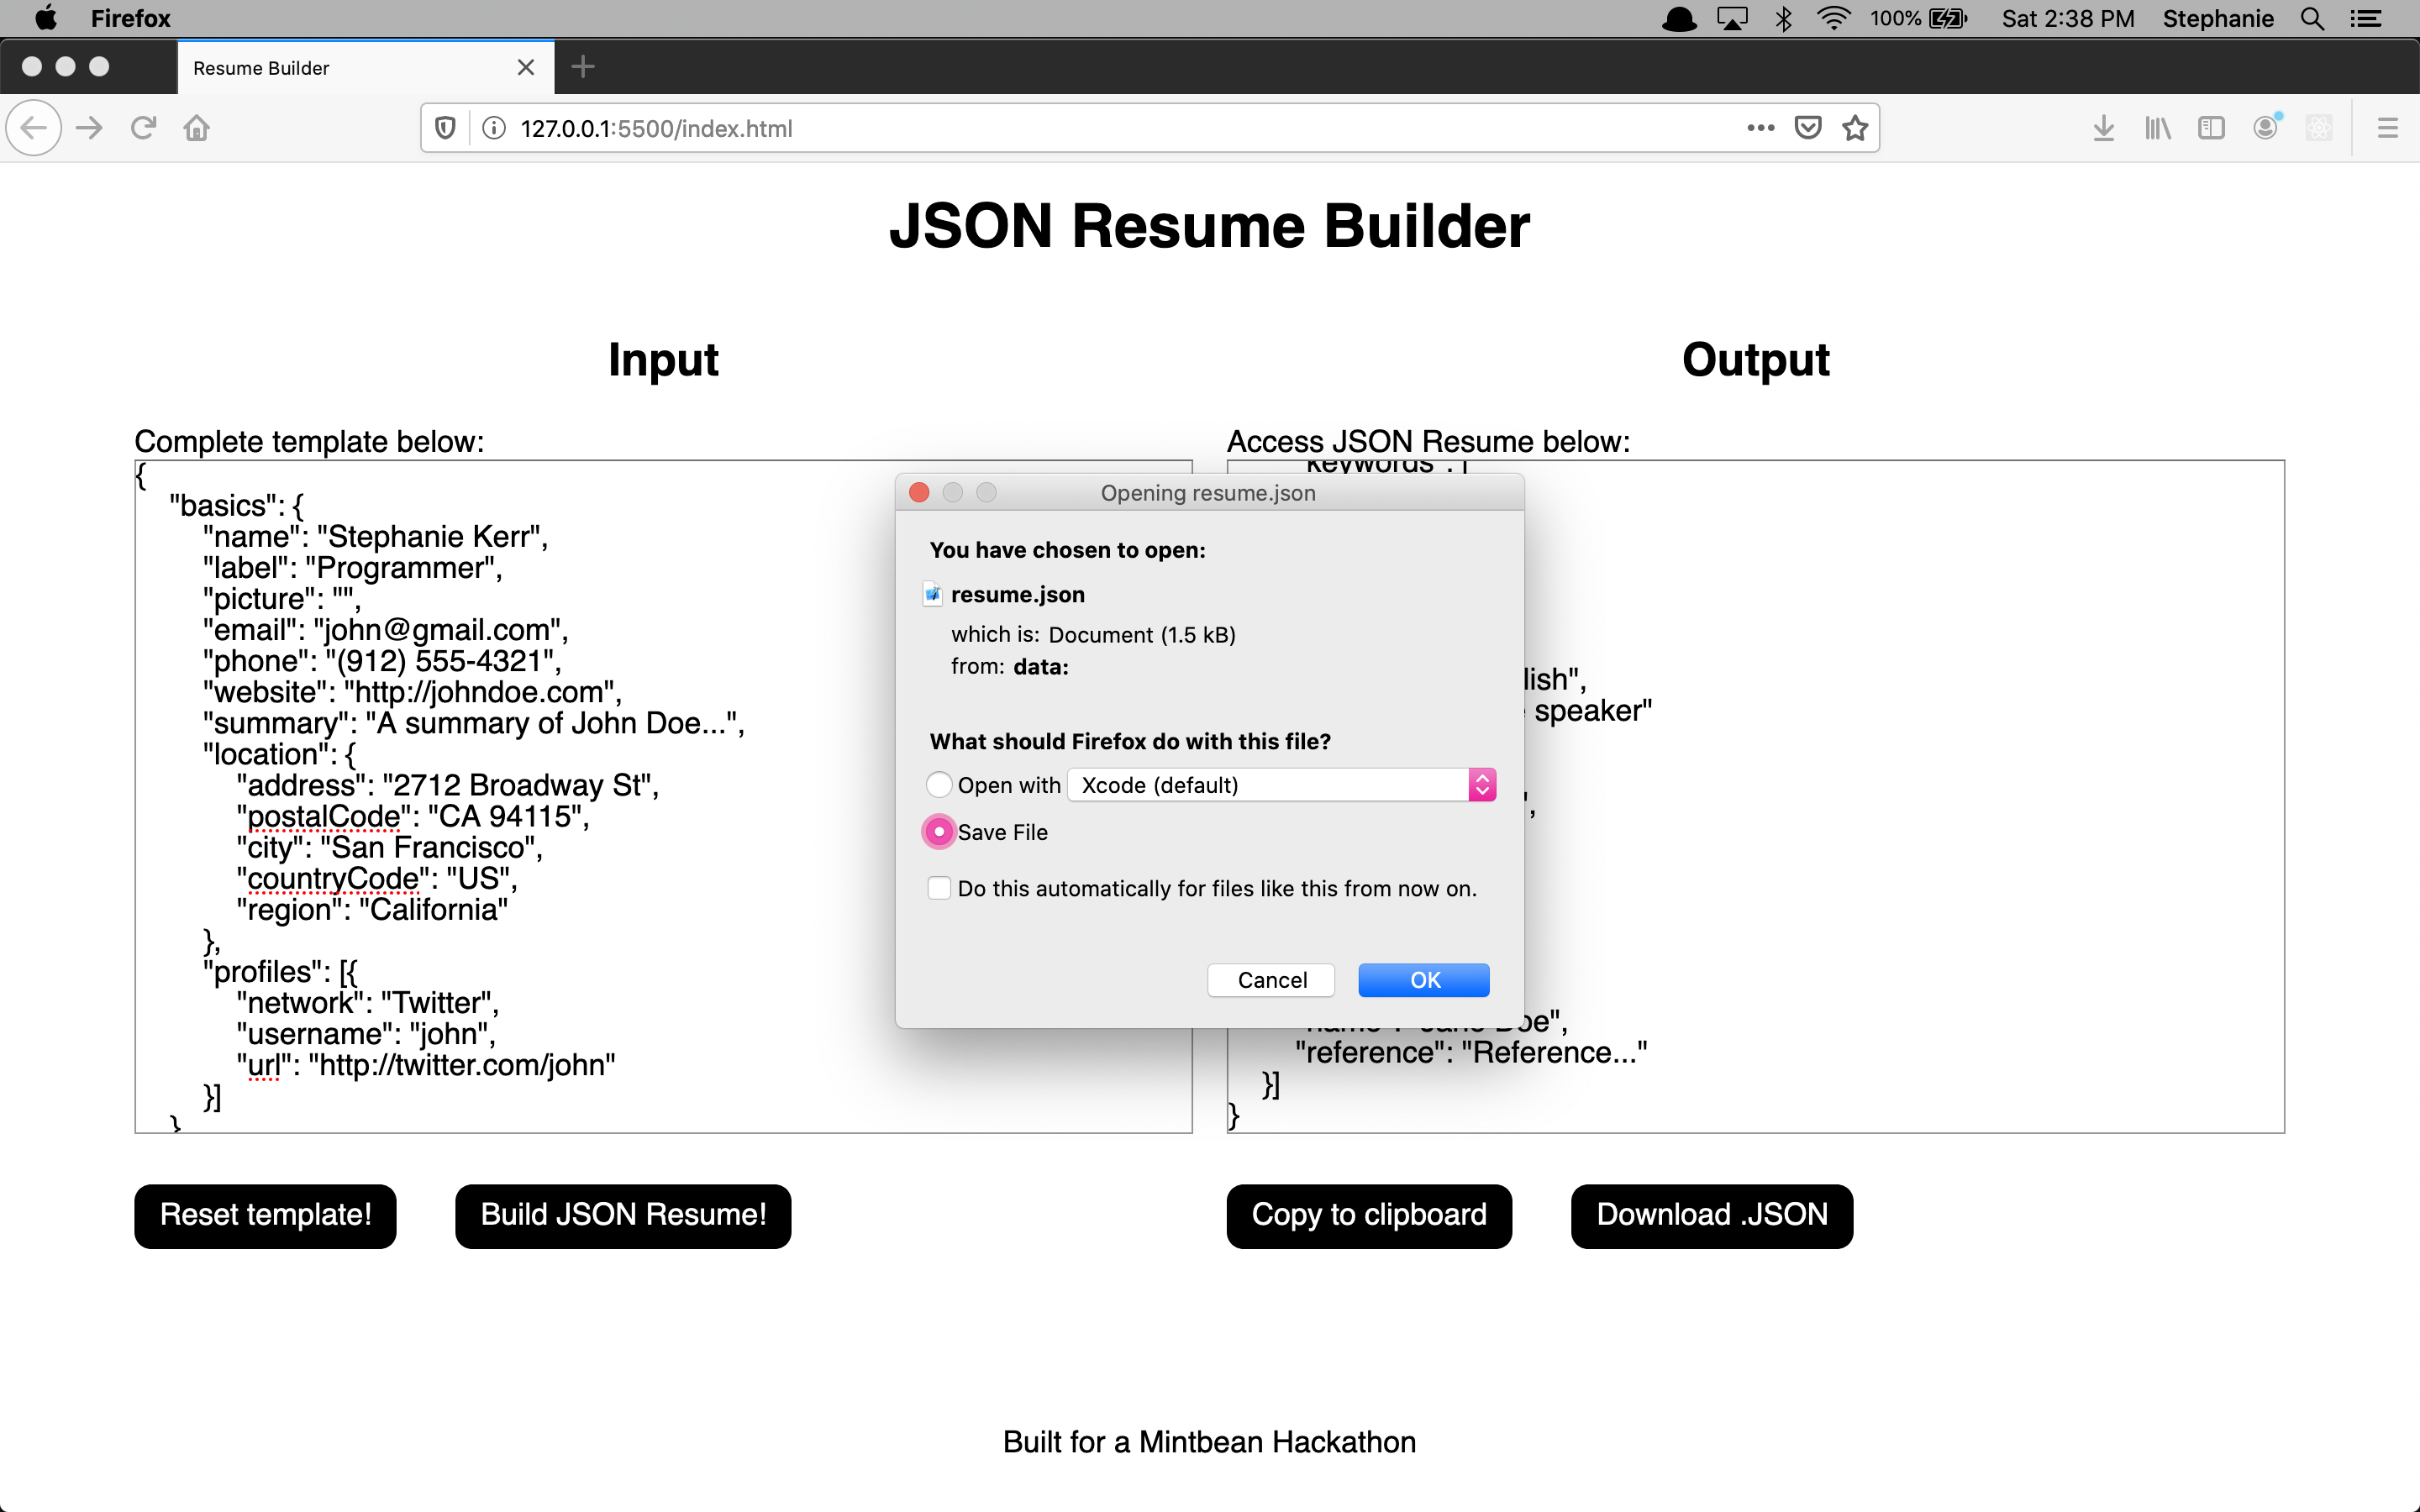 Firefox
100%
Sat 2:38 PM
Stephanie
Resume Builder
127.0.0.1:5500/index.html
JSON Resume Builder
Input
Output
Complete template below:
Access JSON Resume below:
{
"basics": {
"name": "Stephanie Kerr",
"label": "Programmer",
"picture": "",
"email": "john@gmail.com",
"phone": "(912) 555-4321",
"website": "http://johndoe.com",
"summary": "A summary of John Doe...",
"location": {
"address": "2712 Broadway St",
"postalCode": "CA 94115",
"city": "San Francisco",
"countryCode": "US",
"region": "California"
},
"profiles": [{
"network": "Twitter",
"username": "john",
"url": "http://twitter.com/john"
}]
}
Opening resume.json
You have chosen to open:
resume.json
which is: Document (1.5 kB)
from: data:
What should Firefox do with this file?
Open with Xcode (default)
Save File
Do this automatically for files like this from now on.
Cancel
OK
keywords": [
lish",
speaker"
,
"name": "Jane Doe",
"reference": "Reference..."
}]
}
Reset template!
Build JSON Resume!
Copy to clipboard
Download .JSON
Built for a Mintbean Hackathon